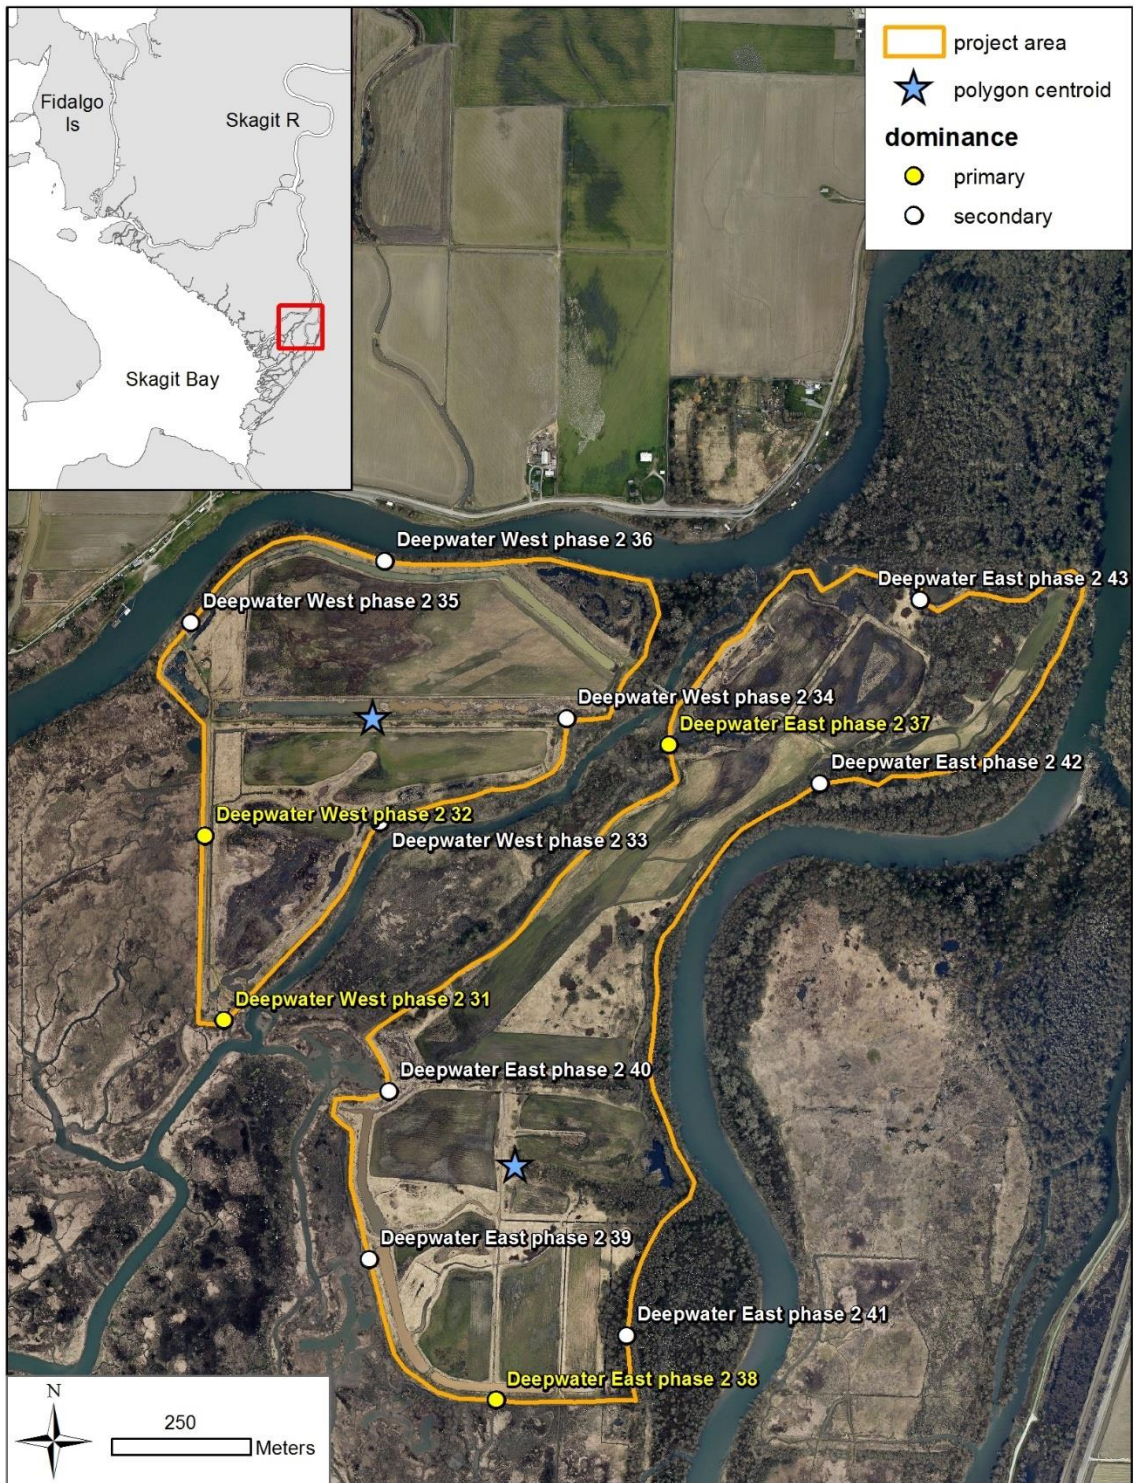 Fidalgo
Is
Skagit R
Skagit Bay
project area
polygon centroid
dominance
primary
secondary
Deepwater West phase 2 36
Deepwater East phase 2 43
Deepwater West phase 2 35
Deepwater West phase 2 34
Deepwater East phase 2 37
Deepwater East phase 2 42
Deepwater West phase 2 32
Deepwater West phase 2 33
Deepwater West phase 2 31
Deepwater East phase 2 40
Deepwater East phase 2 39
Deepwater East phase 2 41
Deepwater East phase 2 38
N
250
Meters